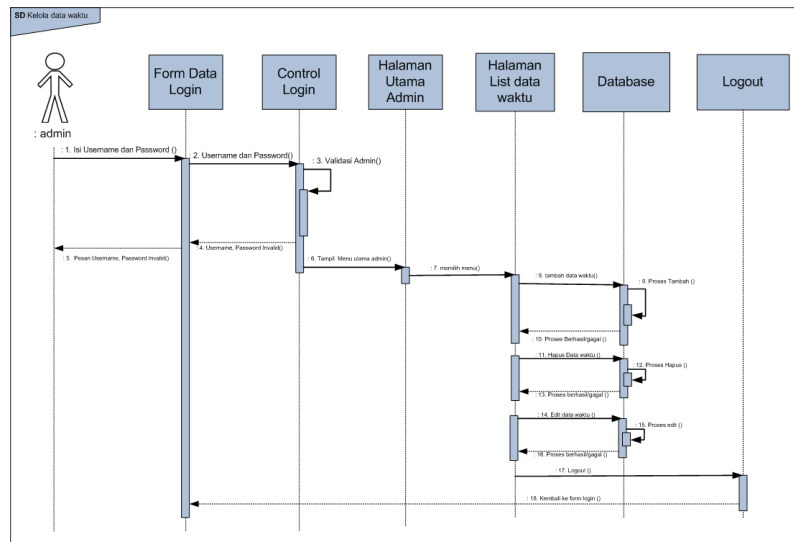 SD Kelola data waktu
Form Data
Login
Control
Login
Halaman
Utama
Admin
Halaman
List data
waktu
Database
Logout
: admin
: 1. Isi Username dan Password ()
: 2. Username dan Password()
: 3. Validasi Admin()
: 4. Username, Password Invalid()
: 5. Pesan Username, Password Invalid()
: 6. Tampil Menu utama admin()
: 7. memilih menu()
: 8. tambah data waktu()
: 9. Proses Tambah ()
: 10. Proses Berhasil/gagal ()
: 11. Hapus Data waktu ()
: 12. Proses Hapus ()
: 13. Proses berhasil/gagal ()
: 14. Edit data waktu ()
: 15. Proses edit ()
: 16. Proses berhasil/gagal ()
: 17. Logout ()
: 18. Kembali ke form login ()